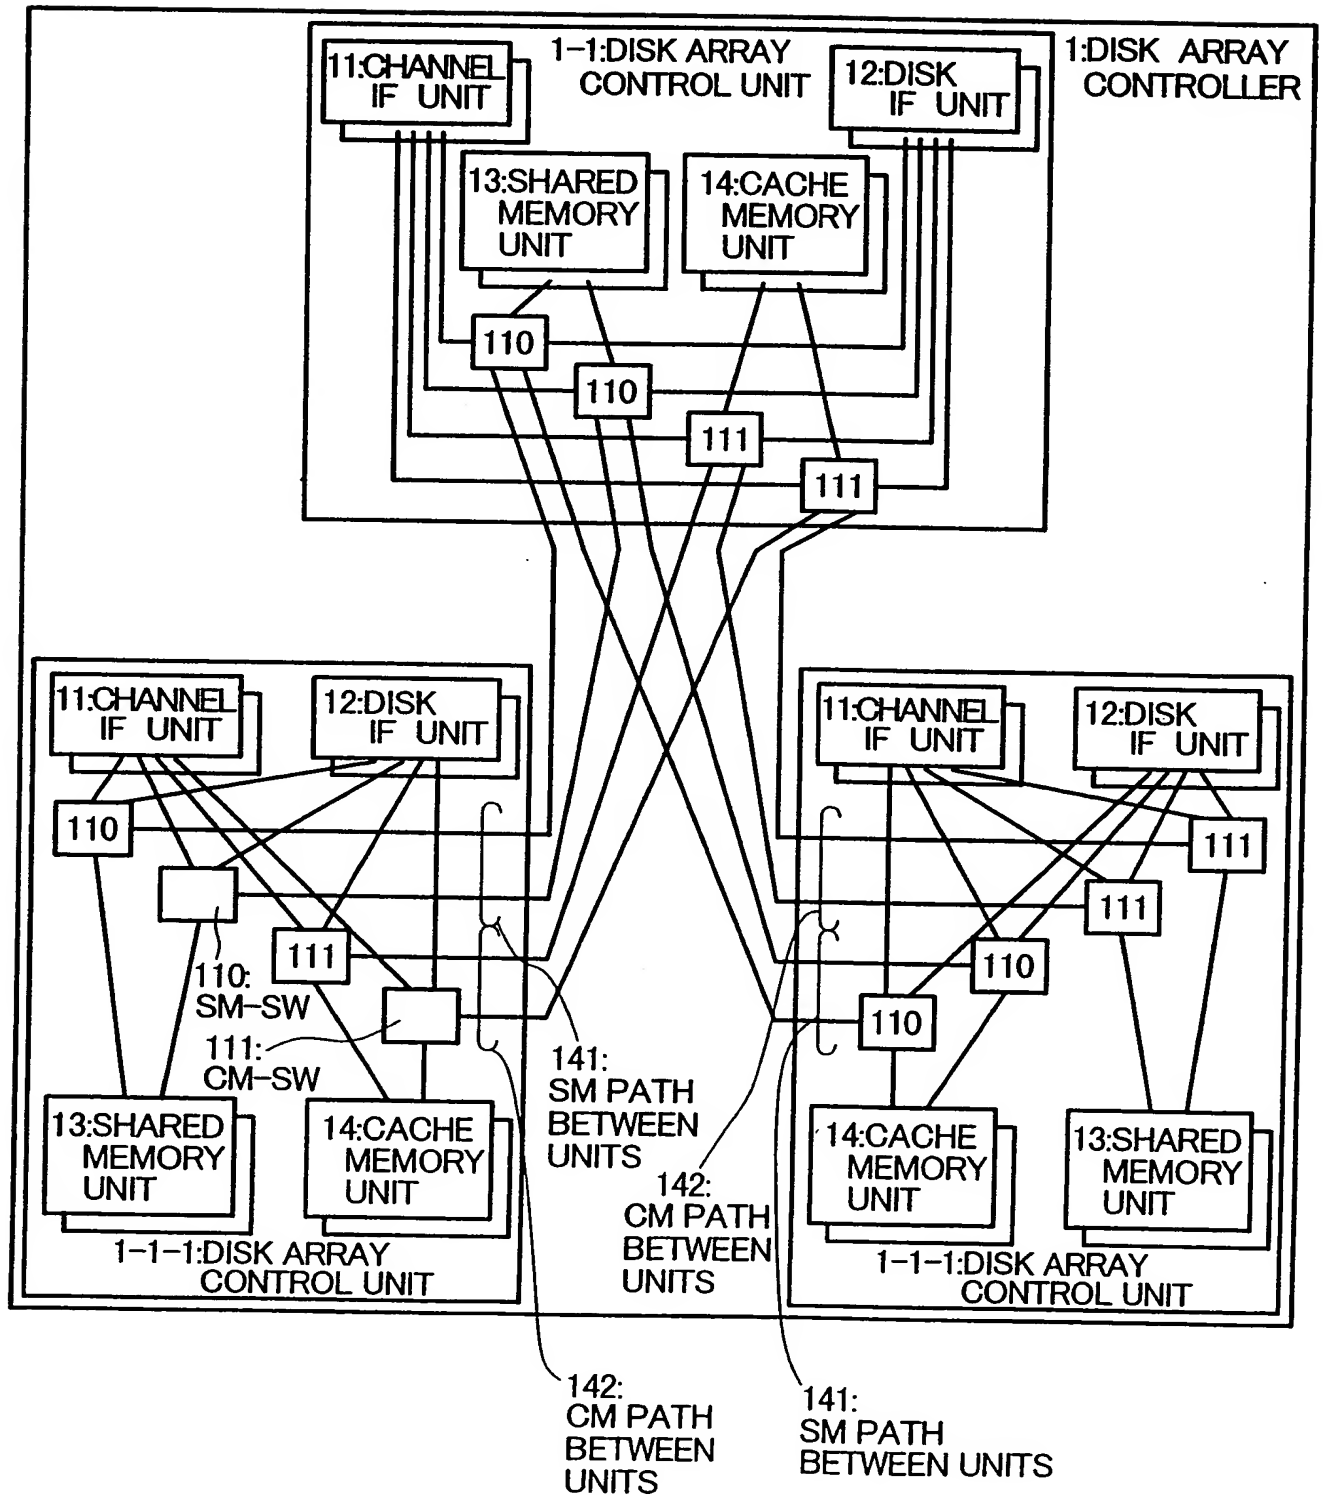 1-1:DISK ARRAY
CONTROL UNIT
1:DISK ARRAY
CONTROLLER
11:CHANNEL
IF UNIT
12:DISK
IF UNIT
13:SHARED
MEMORY
UNIT
14:CACHE
MEMORY
UNIT
110
110
111
111
11:CHANNEL
IF UNIT
12:DISK
IF UNIT
110
111
110:
SM-SW
111:
CM-SW
13:SHARED
MEMORY
UNIT
14:CACHE
MEMORY
UNIT
1-1-1:DISK ARRAY
CONTROL UNIT
141:
SM PATH
BETWEEN
UNITS
142:
CM PATH
BETWEEN
UNITS
11:CHANNEL
IF UNIT
12:DISK
IF UNIT
111
111
110
110
14:CACHE
MEMORY
UNIT
13:SHARED
MEMORY
UNIT
1-1-1:DISK ARRAY
CONTROL UNIT
142:
CM PATH
BETWEEN
UNITS
141:
SM PATH
BETWEEN UNITS